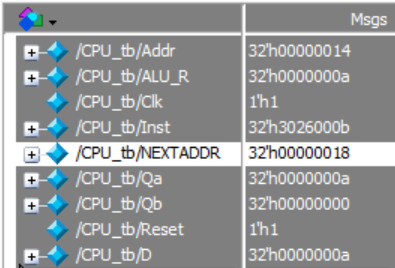 Msgs
/CPU_tb/Addr 32'h00000014
/CPU_tb/ALU_R 32'h0000000a
/CPU_tb/Clk 1'h1
/CPU_tb/Inst 32'h3026000b
/CPU_tb/NEXTADDR 32'h00000018
/CPU_tb/Qa 32'h0000000a
/CPU_tb/Qb 32'h00000000
/CPU_tb/Reset 1'h1
/CPU_tb/D 32'h0000000a